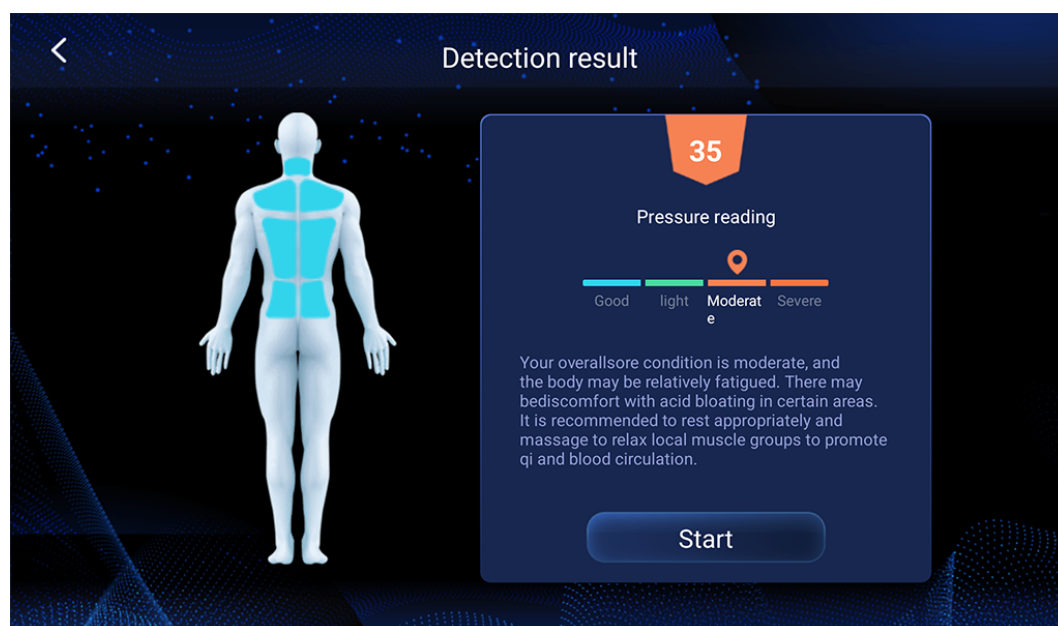 Detection result
35
Pressure reading
Good light Moderat Severe
e
Your overallsore condition is moderate, and
the body may be relatively fatigued. There may
bediscomfort with acid bloating in certain areas.
It is recommended to rest appropriately and
massage to relax local muscle groups to promote
qi and blood circulation.
Start